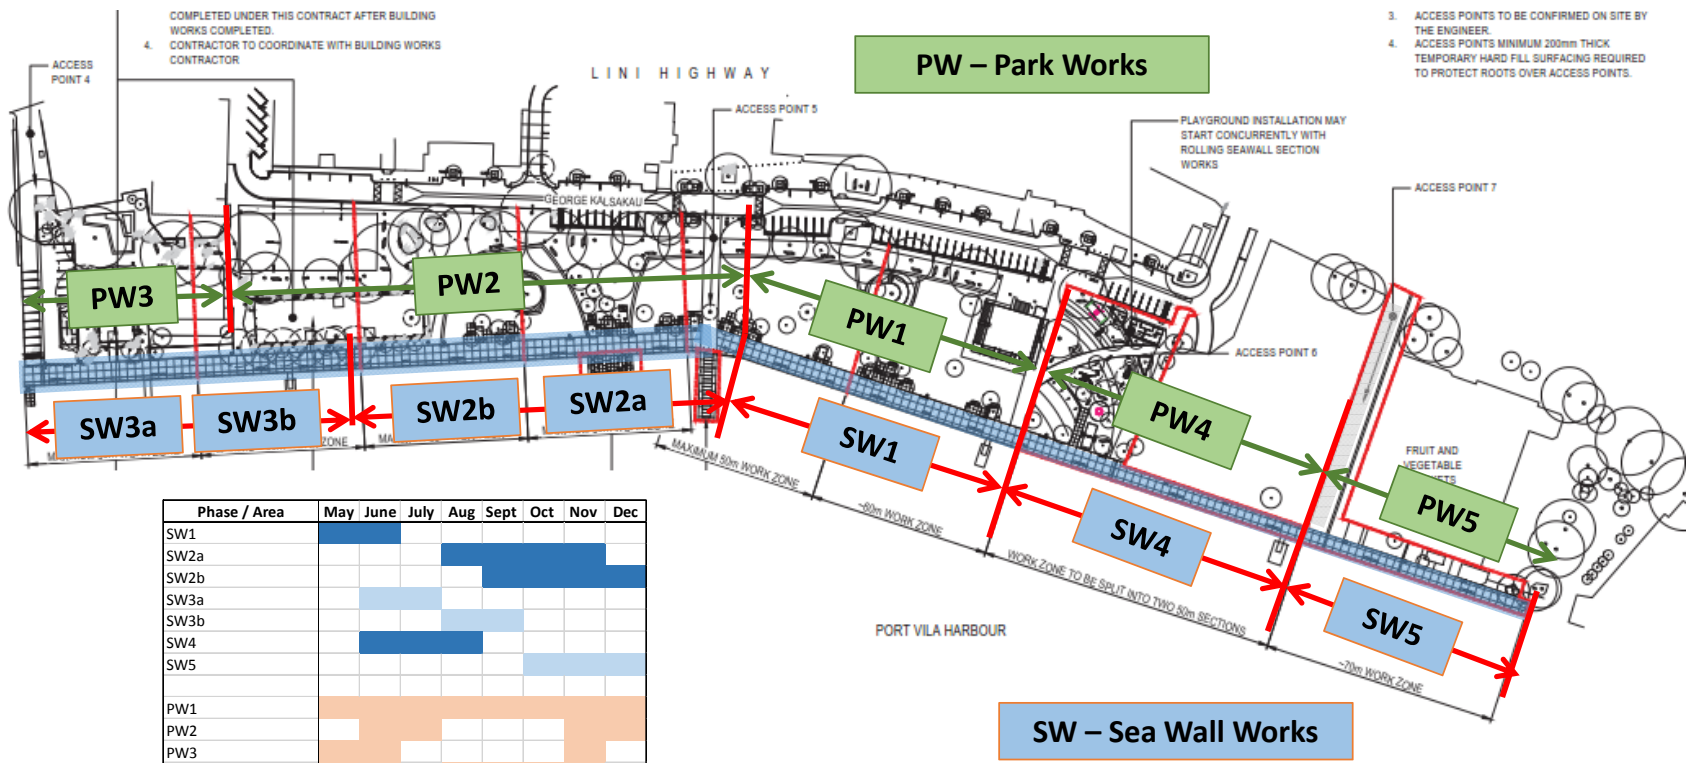 COMPLETED UNDER THIS CONTRACT AFTER BUILDING
WORKS COMPLETED.
4. CONTRACTOR TO COORDINATE WITH BUILDING WORKS
CONTRACTOR
3. ACCESS POINTS TO BE CONFIRMED ON SITE BY
THE ENGINEER.
4. ACCESS POINTS MINIMUM 200mm THICK
TEMPORARY HARD FILL SURFACING REQUIRED
TO PROTECT ROOTS OVER ACCESS POINTS.
PW – Park Works
ACCESS
POINT 4
LINI HIGHWAY
ACCESS POINT 5
PLAYGROUND INSTALLATION MAY
START CONCURRENTLY WITH
ROLLING SEAWALL SECTION
WORKS
ACCESS POINT 7
GEORGE KALSAKAU
PW3
PW2
PW1
ACCESS POINT 6
PW4
PW5
FRUIT AND
VEGETABLE
SW3a
SW3b
SW2b
SW2a
SW1
SW4
SW5
ZONE
MAXIMUM 50m WORK ZONE
~60m WORK ZONE
WORK ZONE TO BE SPLIT INTO TWO 50m SECTIONS
~70m WORK ZONE
PORT VILA HARBOUR
SW – Sea Wall Works
Phase / Area May June July Aug Sept Oct Nov Dec
SW1
SW2a
SW2b
SW3a
SW3b
SW4
SW5
PW1
PW2
PW3